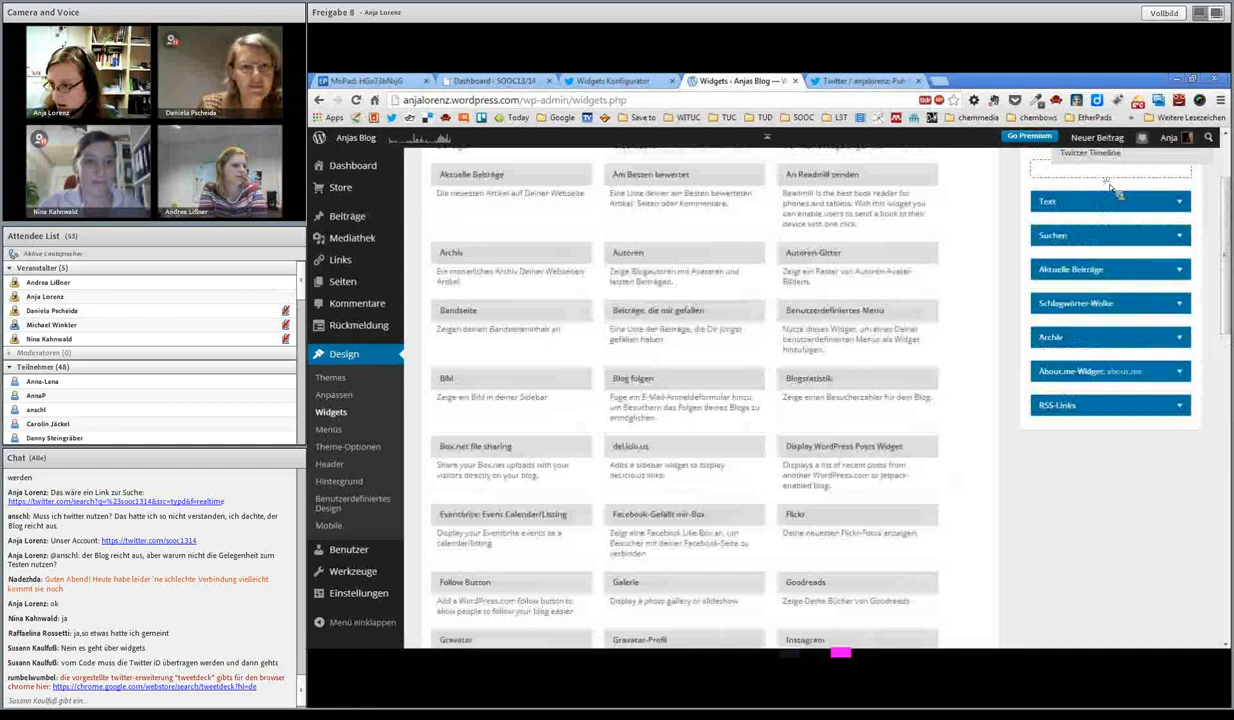 Camera and Voice
Anja Lorenz
Daniela Pscheida
Nina Kahnwald
Andrea Lißner
Attendee List (53)
Aktive Lautsprecher
Veranstalter (5)
Andrea Lißner
Anja Lorenz
Daniela Pscheida
Michael Winkler
Nina Kahnwald
Moderatoren (0)
Teilnehmer (48)
Anna-Lena
AnnaP
anschl
Carolin Jäckel
Danny Steingräber
Chat (Alle)
werden
Anja Lorenz: Das wäre ein Link zur Suche:
https://twitter.com/search?q=%23sooc1314&src=typd&f=realtime
anschl: Muss ich twitter nutzen? Das hatte ich so nicht verstanden, ich dachte, der
Blog reicht aus.
Anja Lorenz: Unser Account: https://twitter.com/sooc1314
Anja Lorenz: @anschl: der Blog reicht aus, aber warum nicht die Gelegenheit zum
Testen nutzen?
Nadezhda: Guten Abend! Heute habe leider 'ne schlechte Verbindung vielleicht
kommt sie noch
Anja Lorenz: ok
Nina Kahnwald: ja
Raffaelina Rossetti: ja,so etwas hatte ich gemeint
Susann Kaulfuß: Nein es geht über widgets
Susann Kaulfuß: vom Code muss die Twitter iD übertragen werden und dann gehts
rumbelwumbel: die vorgestellte twitter-erweiterung "tweetdeck" gibts für den browser
chrome hier: https://chrome.google.com/webstore/search/tweetdeck?hl=de
Susann Kaulfuß gibt ein...
Freigabe 8 - Anja Lorenz
Vollbild
MoPad: HGo73bNxjG
Dashboard - SOOC13/14
Widgets Konfigurator
Widgets ‹ Anjas Blog — W
Twitter / anjalorenz: Puh
anjalorenz.wordpress.com/wp-admin/widgets.php
Apps
Today
Google
Save to
WITUC
TUC
TUD
SOOC
L3T
chemmedia
chembows
EtherPads
Weitere Lesezeichen
Anjas Blog
Go Premium
Neuer Beitrag
Anja
Dashboard
Store
Beiträge
Mediathek
Links
Seiten
Kommentare
Rückmeldung
Design
Themes
Anpassen
Widgets
Menüs
Theme-Optionen
Header
Hintergrund
Benutzerdefiniertes
Design
Mobile
Benutzer
Werkzeuge
Einstellungen
Menü einklappen
Aktuelle Beiträge
Die neuesten Artikel auf Deiner Webseite
Am Besten bewertet
Eine Liste deiner am Besten bewerteten
Artikel, Seiten oder Kommentare.
An Readmill senden
Readmill is the best book reader for
phones and tablets. With this widget you
can enable users to send a book to their
device with one click.
Archiv
Ein monatliches Archiv Deiner Webseiten-
Artikel.
Autoren
Zeige Blogautoren mit Avataren und
letzten Beiträgen.
Autoren-Gitter
Zeigt ein Raster von Autoren-Avatar-
Bildern.
Bandseite
Zeigen deinen Bandseiteninhalt an
Beiträge, die mir gefallen
Eine Liste der Beiträge, die Dir jüngst
gefallen haben
Benutzerdefiniertes Menü
Nutze dieses Widget, um eines Deiner
benutzerdefinierten Menüs als Widget
hinzufügen.
Bild
Zeige ein Bild in deiner Sidebar
Blog folgen
Füge ein E-Mail-Anmeldeformular hinzu,
um Besuchern das Folgen deines Blogs zu
ermöglichen
Blogstatistik
Zeige einen Besucherzähler für dein Blog.
Box.net file sharing
Share your Box.net uploads with your
visitors directly on your blog.
del.icio.us
Adds a sidebar widget to display
del.icio.us links.
Display WordPress Posts Widget
Displays a list of recent posts from
another WordPress.com or Jetpack-
enabled blog.
Eventbrite: Event Calendar/Listing
Display your Eventbrite events as a
calendar/listing
Facebook-Gefällt-mir-Box
Zeigt eine Facebook Like Box an, um
Besucher mit deiner Facebook-Seite zu
verbinden
Flickr
Deine neuesten Flickr-Fotos anzeigen.
Follow Button
Add a WordPress.com follow button to
allow people to follow your blog easier
Galerie
Display a photo gallery or slideshow
Goodreads
Zeige Deine Bücher von Goodreads
Gravatar
Gravatar-Profil
Instagram
Twitter Timeline
Text
Suchen
Aktuelle Beiträge
Schlagwörter-Wolke
Archiv
About.me-Widget: about.me
RSS-Links